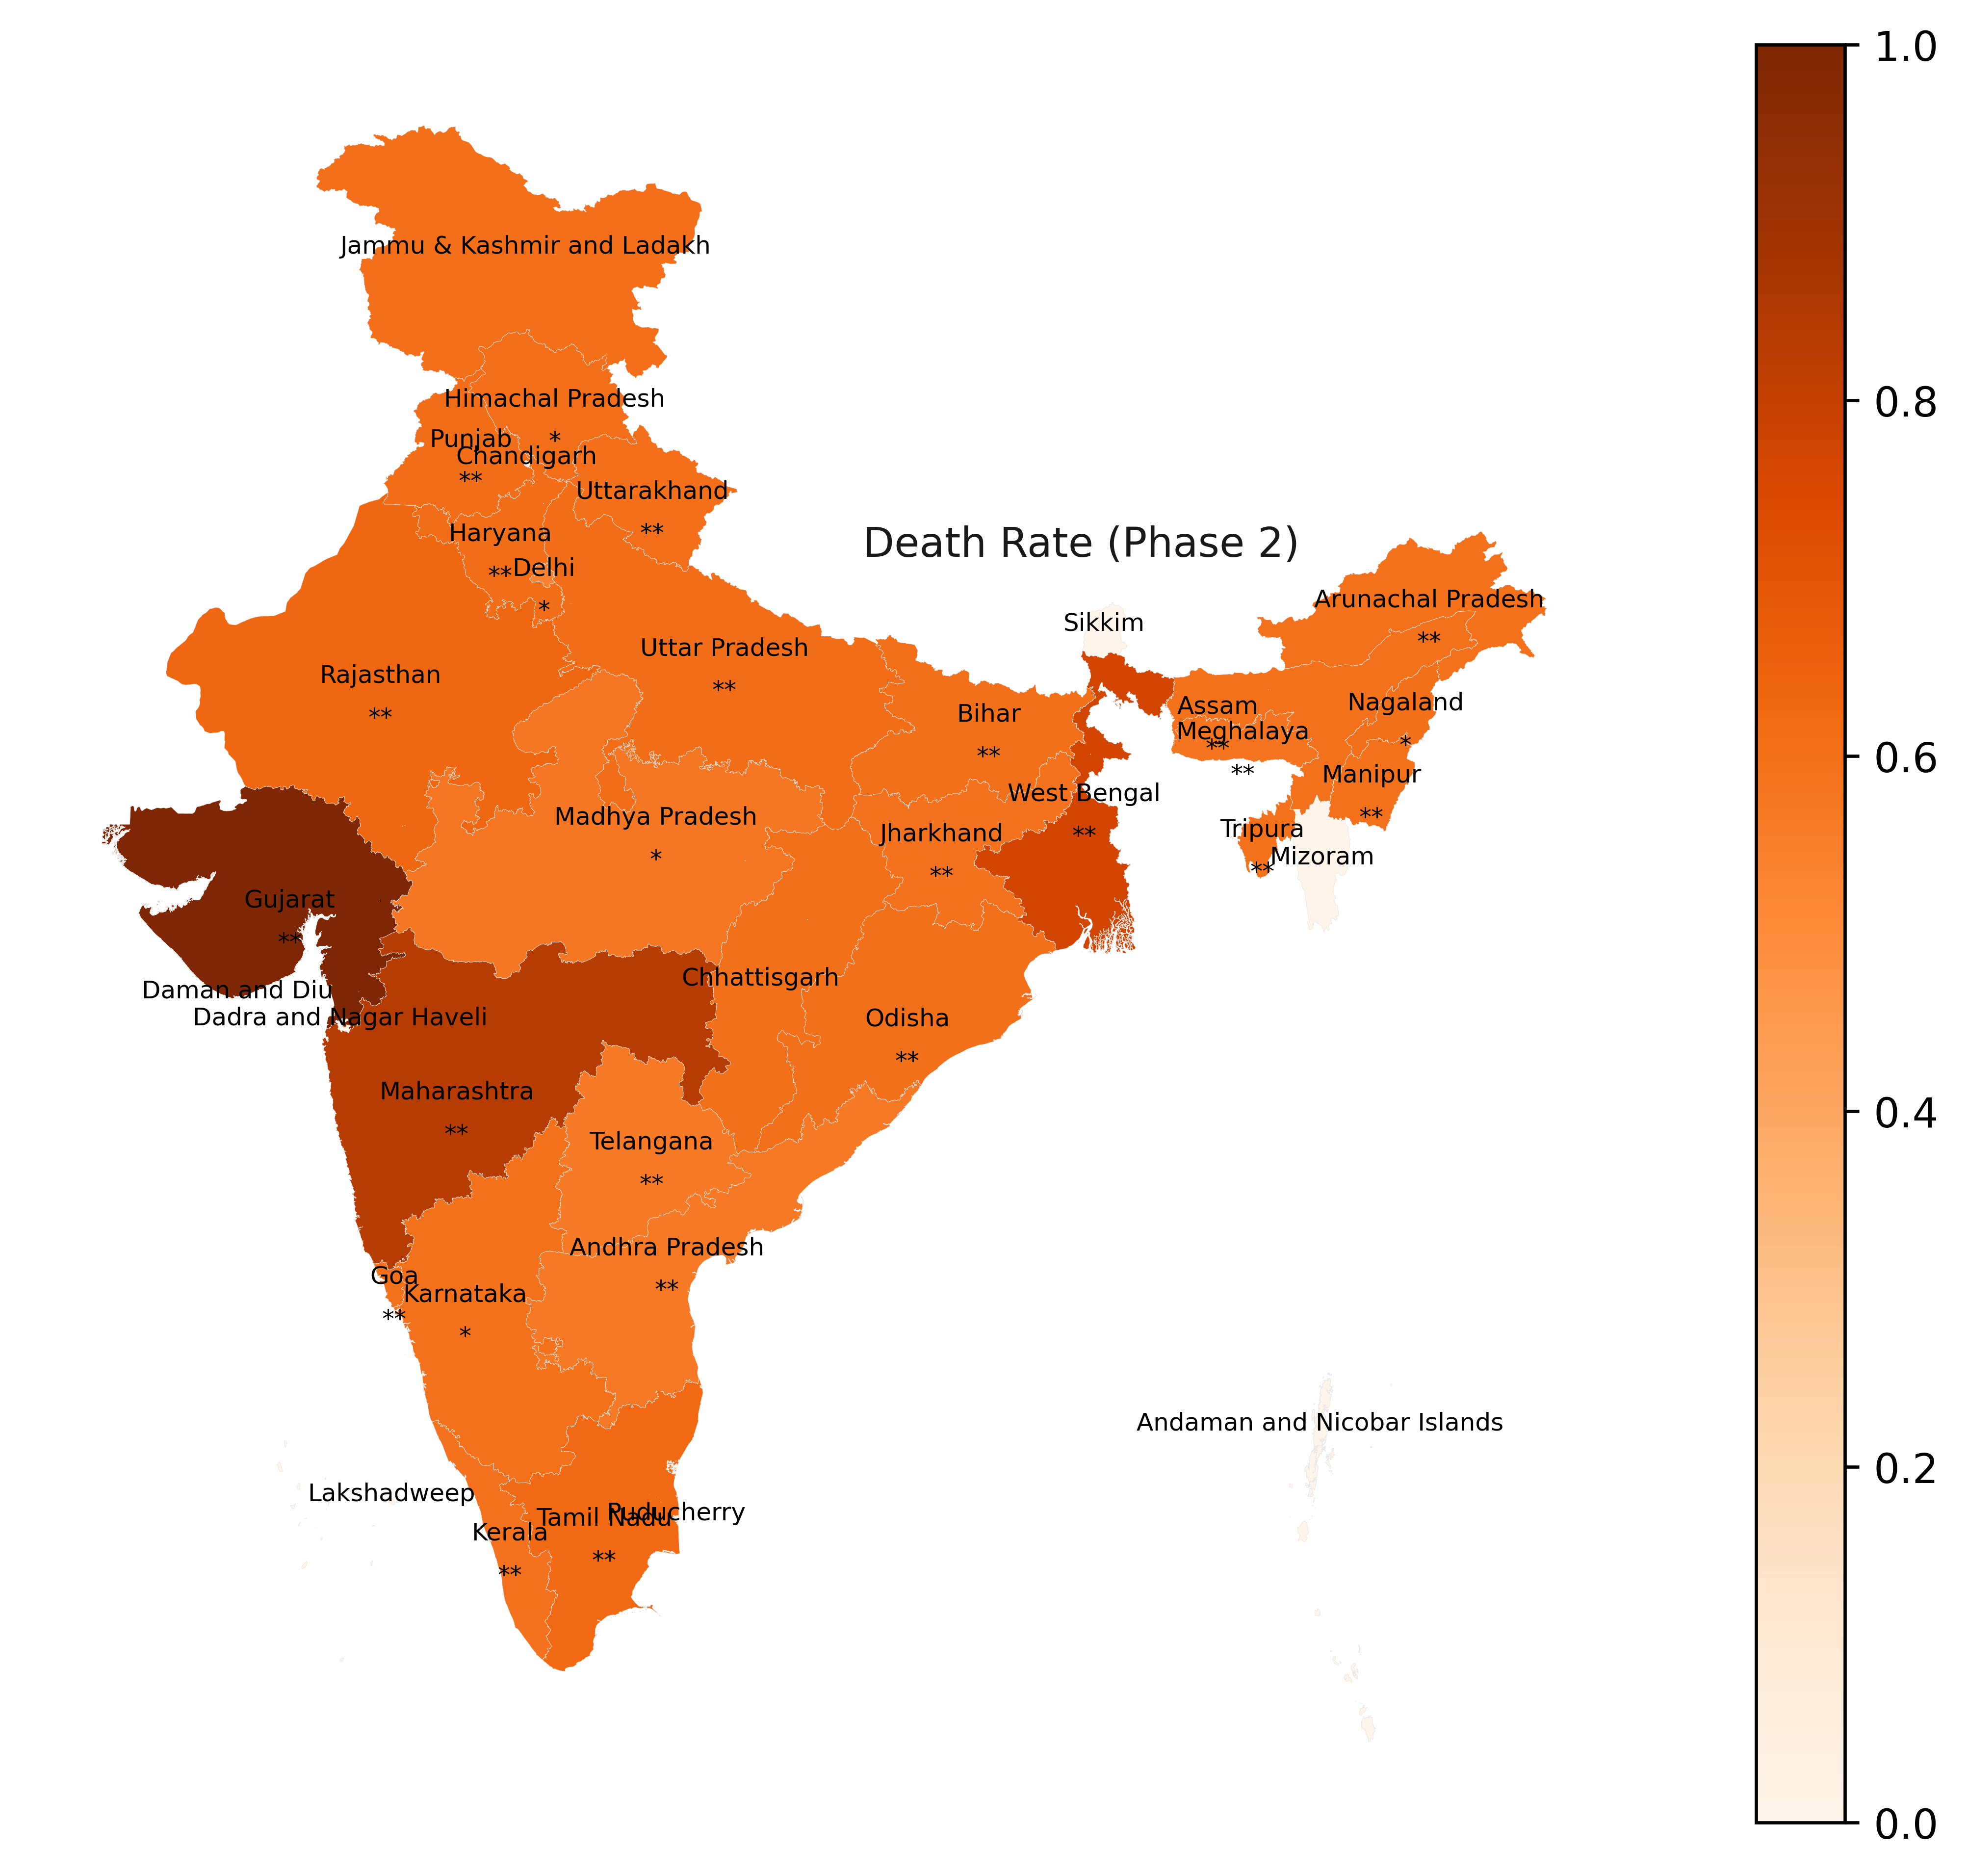 1.0
0.8
0.6
0.4
0.2
0.0
Death Rate (Phase 2)
Jammu & Kashmir and Ladakh
Himachal Pradesh
*
Punjab
**
Chandigarh
Uttarakhand
**
Haryana
**
Delhi
*
Arunachal Pradesh
**
Sikkim
Uttar Pradesh
**
Rajasthan
**
Bihar
**
Assam
**
Nagaland
*
Meghalaya
**
Manipur
**
West Bengal
**
Madhya Pradesh
*
Jharkhand
**
Tripura
**
Mizoram
Gujarat
**
Chhattisgarh
Daman and Diu
Dadra and Nagar Haveli
Odisha
**
Maharashtra
**
Telangana
**
Andhra Pradesh
**
Goa
**
Karnataka
*
Andaman and Nicobar Islands
Lakshadweep
Puducherry
Tamil Nadu
**
Kerala
**